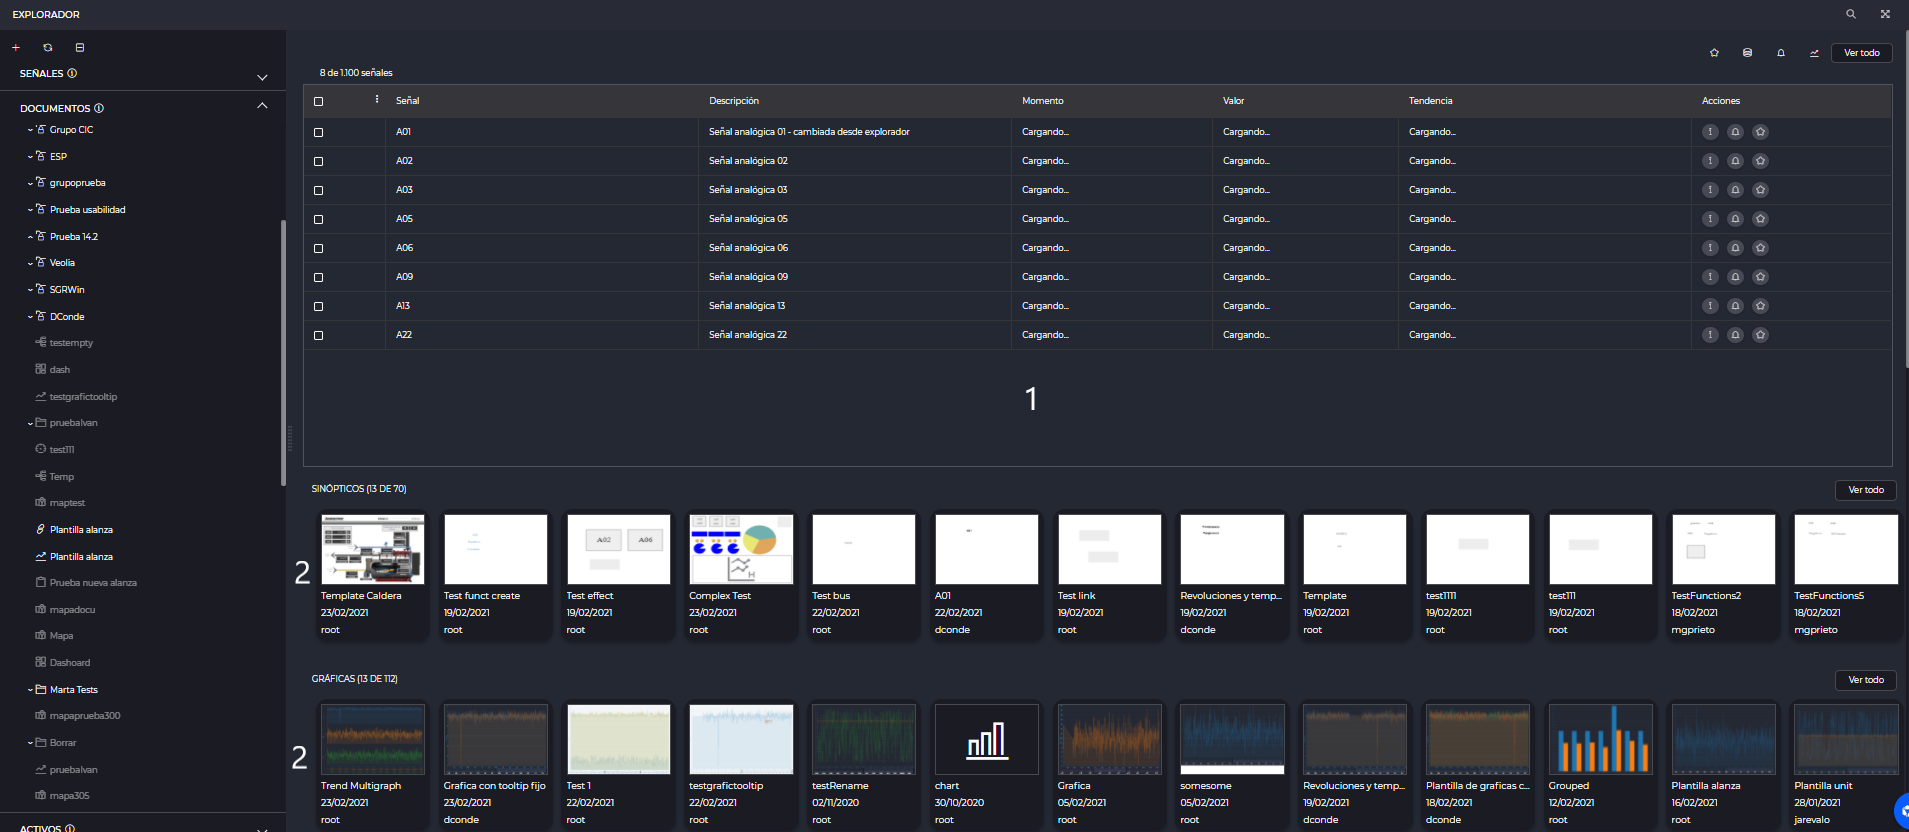 EXPLORADOR
Ver todo
SEÑALES
8 de 1.100 señales
DOCUMENTOS
Señal Descripción Momento Valor Tendencia Acciones
Grupo CIC
ESP
grupoprueba
Prueba usabilidad
Prueba 14.2
Veolia
SGRWin
DConde
testempty
dash
testgrafictooltip
pruebaIvan
test111
Temp
maptest
Plantilla alanza
Plantilla alanza
Prueba nueva alanza
mapadocu
Mapa
Dashoard
Marta Tests
mapaprueba300
Borrar
pruebaIvan
mapa305
ACTIVOS
A01 Señal analógica 01 - cambiada desde explorador Cargando... Cargando... Cargando...
A02 Señal analógica 02 Cargando... Cargando... Cargando...
A03 Señal analógica 03 Cargando... Cargando... Cargando...
A05 Señal analógica 05 Cargando... Cargando... Cargando...
A06 Señal analógica 06 Cargando... Cargando... Cargando...
A09 Señal analógica 09 Cargando... Cargando... Cargando...
A13 Señal analógica 13 Cargando... Cargando... Cargando...
A22 Señal analógica 22 Cargando... Cargando... Cargando...
1
SINÓPTICOS (13 DE 70) Ver todo
2
A02 A06
Template Caldera Test funct create Test effect Complex Test Test bus A01 Test link Revoluciones y temp... Template test1111 test111 TestFunctions2 TestFunctions5
23/02/2021 19/02/2021 19/02/2021 23/02/2021 22/02/2021 22/02/2021 19/02/2021 19/02/2021 19/02/2021 19/02/2021 19/02/2021 18/02/2021 18/02/2021
root root root root root dconde root dconde root root root mgprieto mgprieto
GRÁFICAS (13 DE 112) Ver todo
2
Trend Multigraph Grafica con tooltip fijo Test 1 testgrafictooltip testRename chart Grafica somesome Revoluciones y temp... Plantilla de graficas c... Grouped Plantilla alanza Plantilla unit
23/02/2021 23/02/2021 22/02/2021 22/02/2021 02/11/2020 30/10/2020 05/02/2021 05/02/2021 19/02/2021 18/02/2021 12/02/2021 16/02/2021 28/01/2021
root dconde root root root root root root dconde dconde root root jarevalo